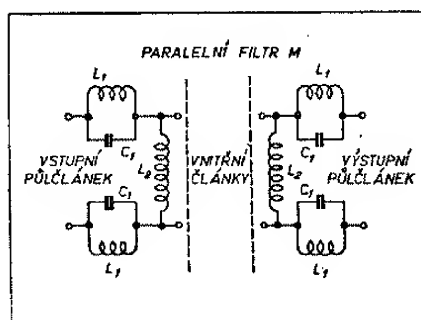 PARALELNÍ FILTR M
L₁
L₁
C₁
C₁
VSTUPNÍ
PŮLČLÁNEK
L₂
VNITŘNÍ
ČLÁNKY
L₂
VÝSTUPNÍ
PŮLČLÁNEK
C₁
C₁
L₁
L₁